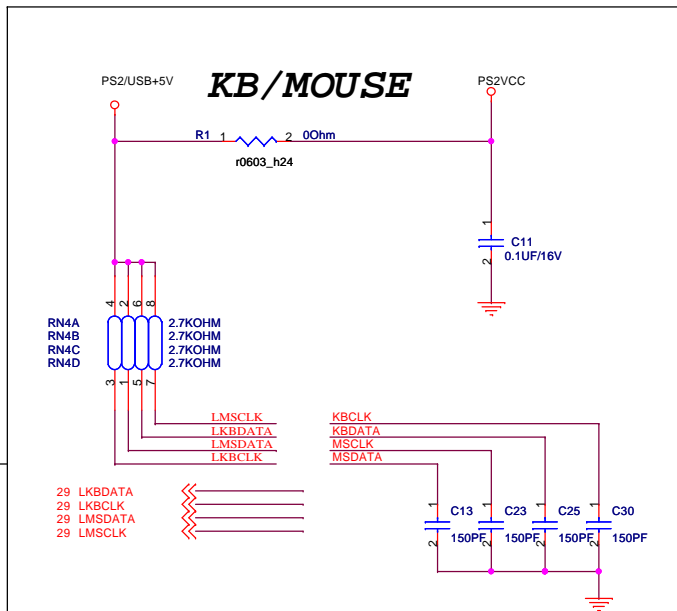 KB/MOUSE
PS2/USB+5V
PS2VCC
R1 1 2 0Ohm
r0603_h24
1
C11
0.1UF/16V
2
4 2 6 8
RN4A 2.7KOHM
RN4B 2.7KOHM
RN4C 2.7KOHM
RN4D 2.7KOHM
3 1 5 7
LMSCLK KBCLK
LKBDATA KBDATA
LMSDATA MSCLK
LKBCLK MSDATA
29 LKBDATA
29 LKBCLK
29 LMSDATA
29 LMSCLK
1 1 1 1
C13 C23 C25 C30
150PF 150PF 150PF 150PF
2 2 2 2